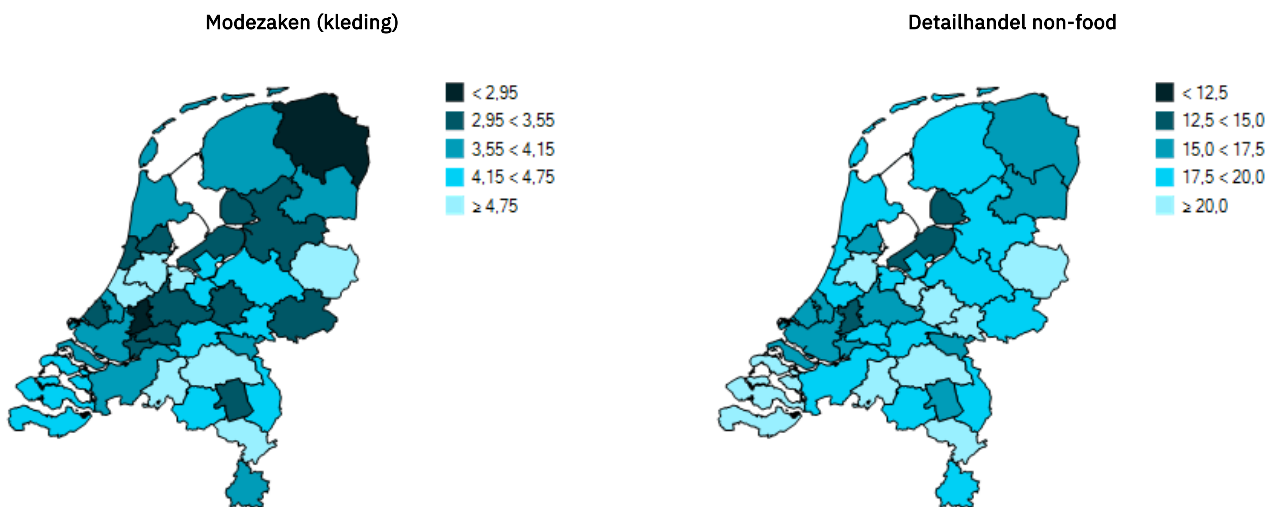 Modezaken (kleding)
< 2,95
2,95 < 3,55
3,55 < 4,15
4,15 < 4,75
≥ 4,75
Detailhandel non-food
< 12,5
12,5 < 15,0
15,0 < 17,5
17,5 < 20,0
≥ 20,0